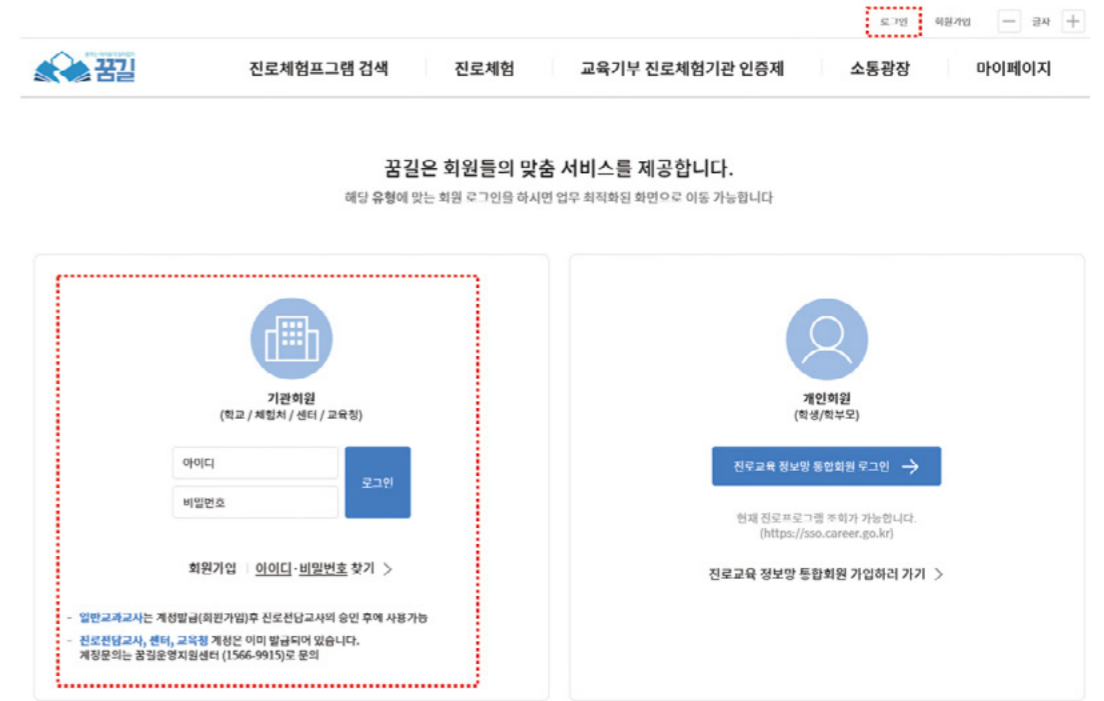 로그인 회원가입 글자
꿈길
진로체험프로그램 검색 진로체험 교육기부 진로체험기관 인증제 소통광장 마이페이지
꿈길은 회원들의 맞춤 서비스를 제공합니다.
해당 유형에 맞는 회원 로그인을 하시면 업무 최적화된 화면으로 이동 가능합니다
기관회원
(학교 / 체험처 / 센터 / 교육청)
아이디
비밀번호
로그인
회원가입 | 아이디·비밀번호 찾기 >
- 일반교과교사는 계정발급(회원가입)후 진로전담교사의 승인 후에 사용가능
- 진로전담교사, 센터, 교육청 계정은 이미 발급되어 있습니다.
계정문의는 꿈길운영지원센터 (1566-9915)로 문의
개인회원
(학생/학부모)
진로교육 정보망 통합회원 로그인 →
현재 진로프로그램 조회가 가능합니다.
(https://sso.career.go.kr)
진로교육 정보망 통합회원 가입하러 가기 >